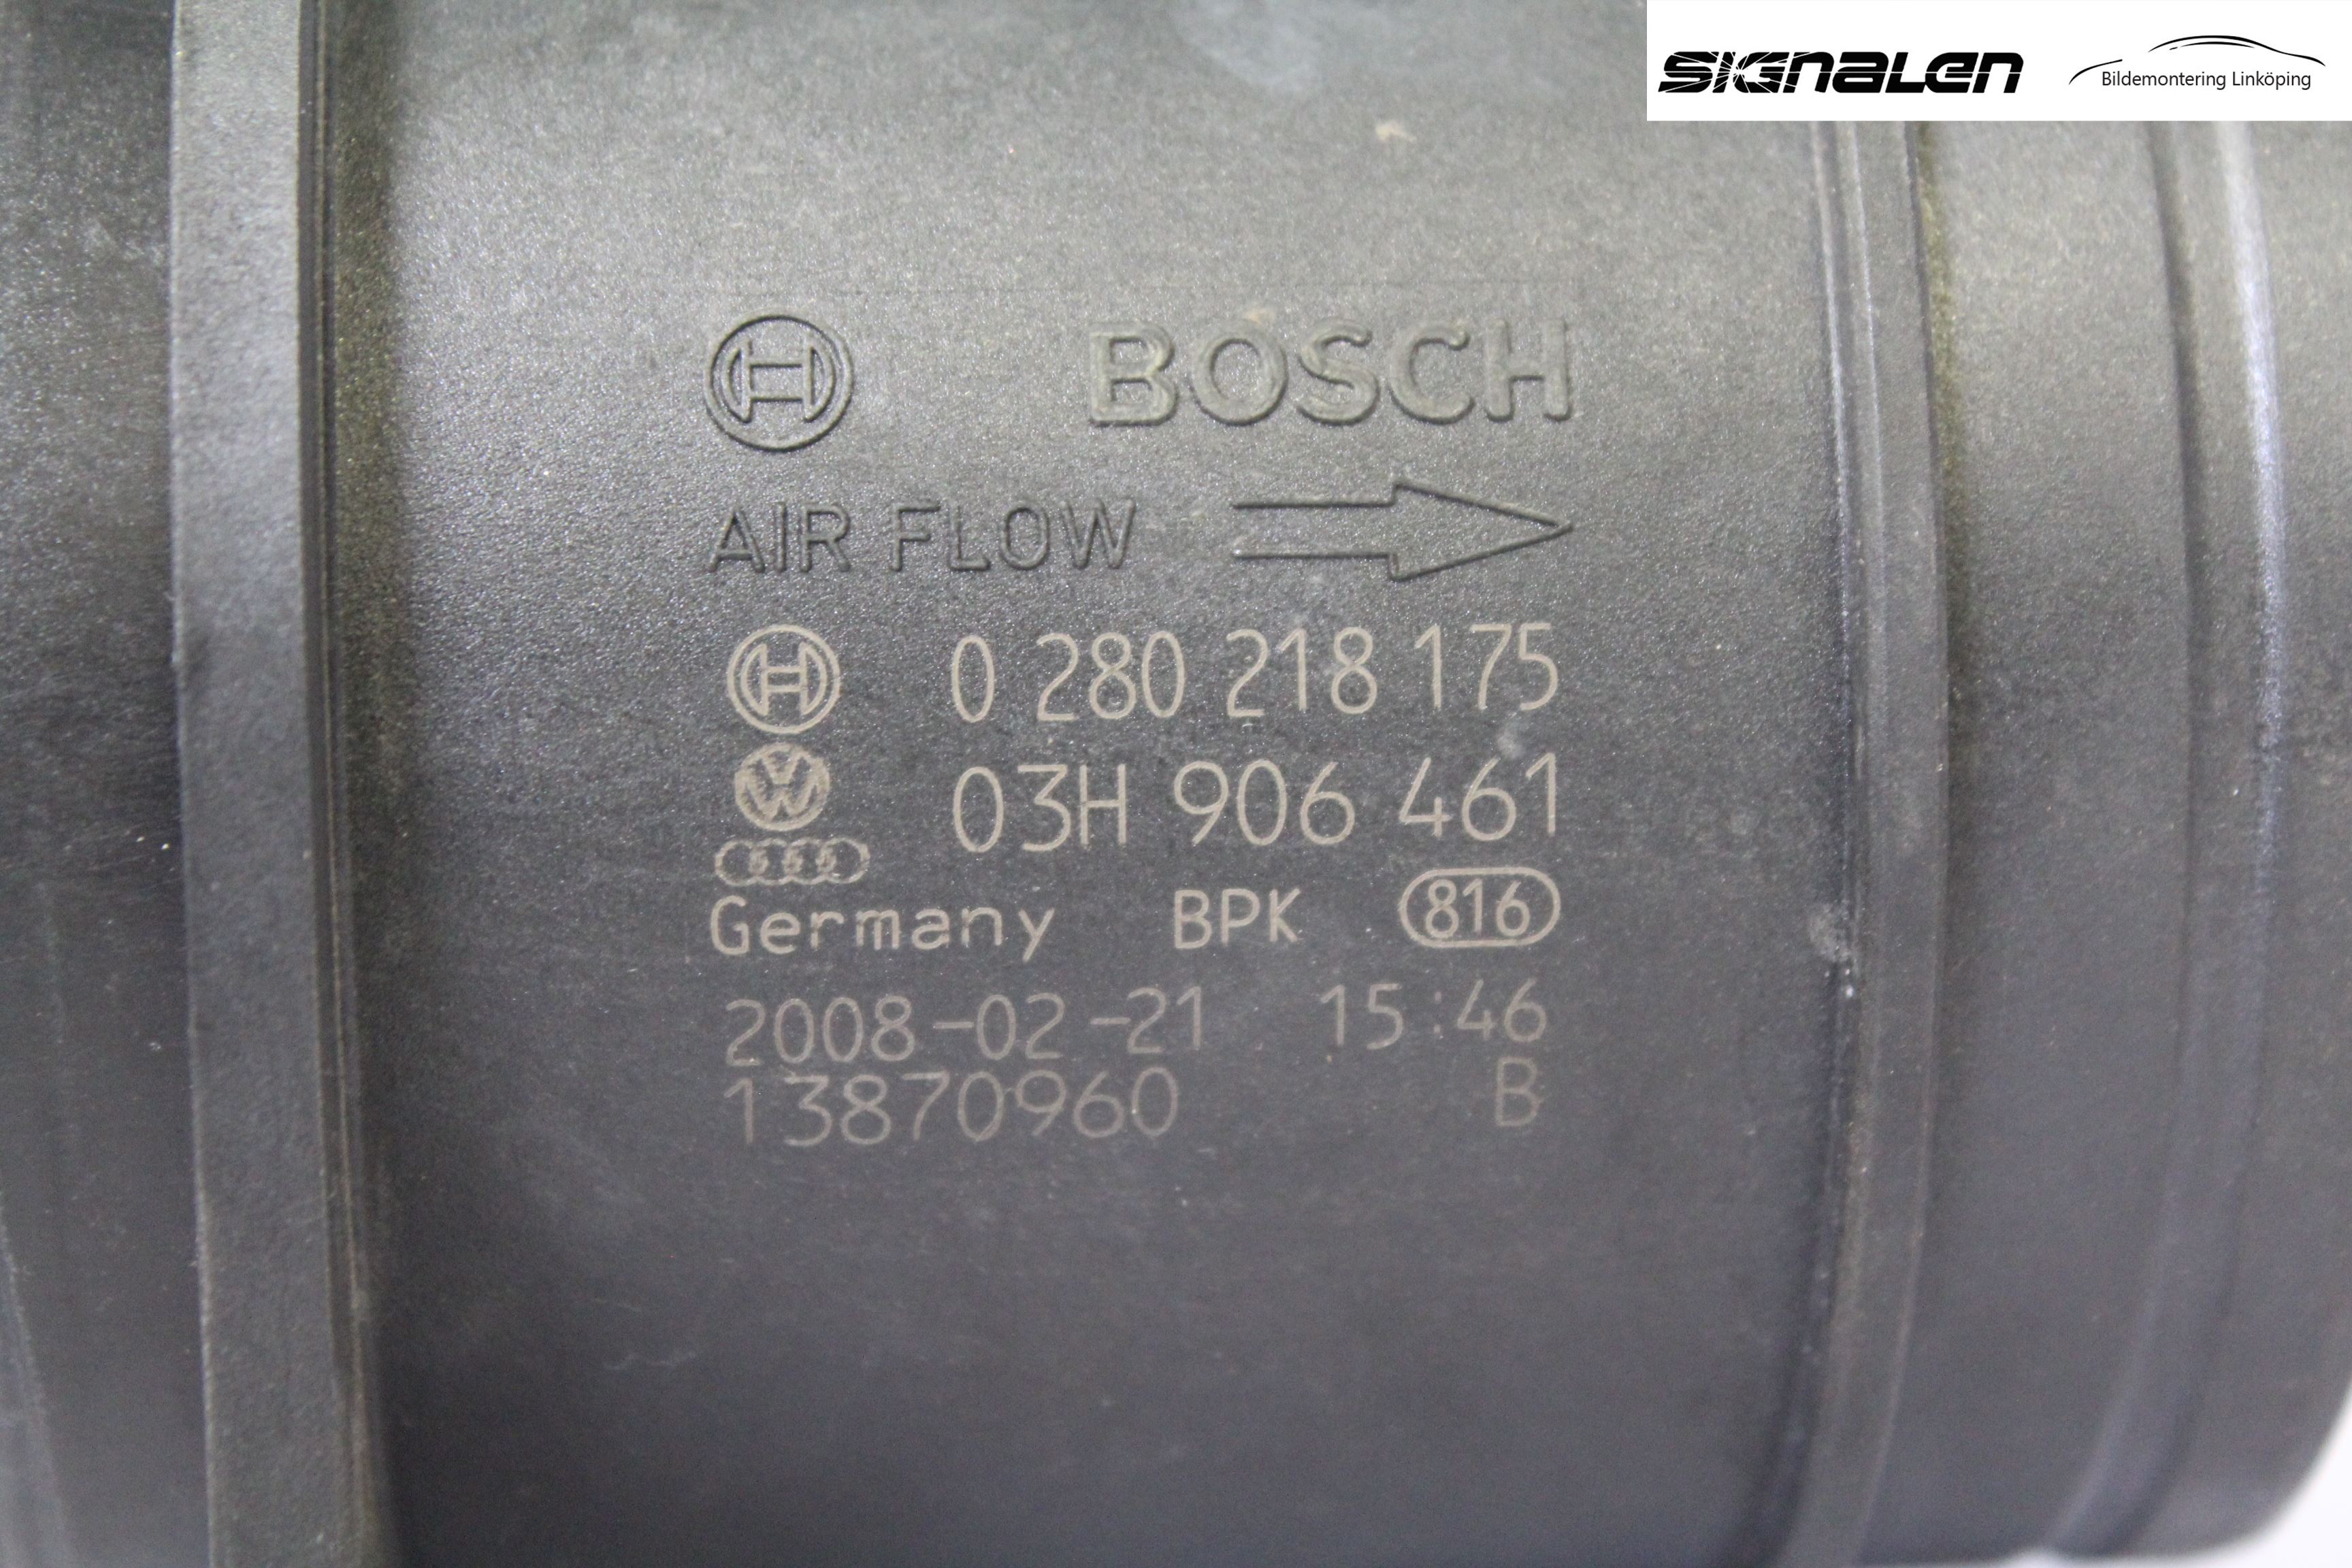 SIGNALEN Bildemontering Linköping
BOSCH
AIR FLOW
0 280 218 175
03H 906 461
Germany BPK 816
2008-02-21 15:46
13870960 B